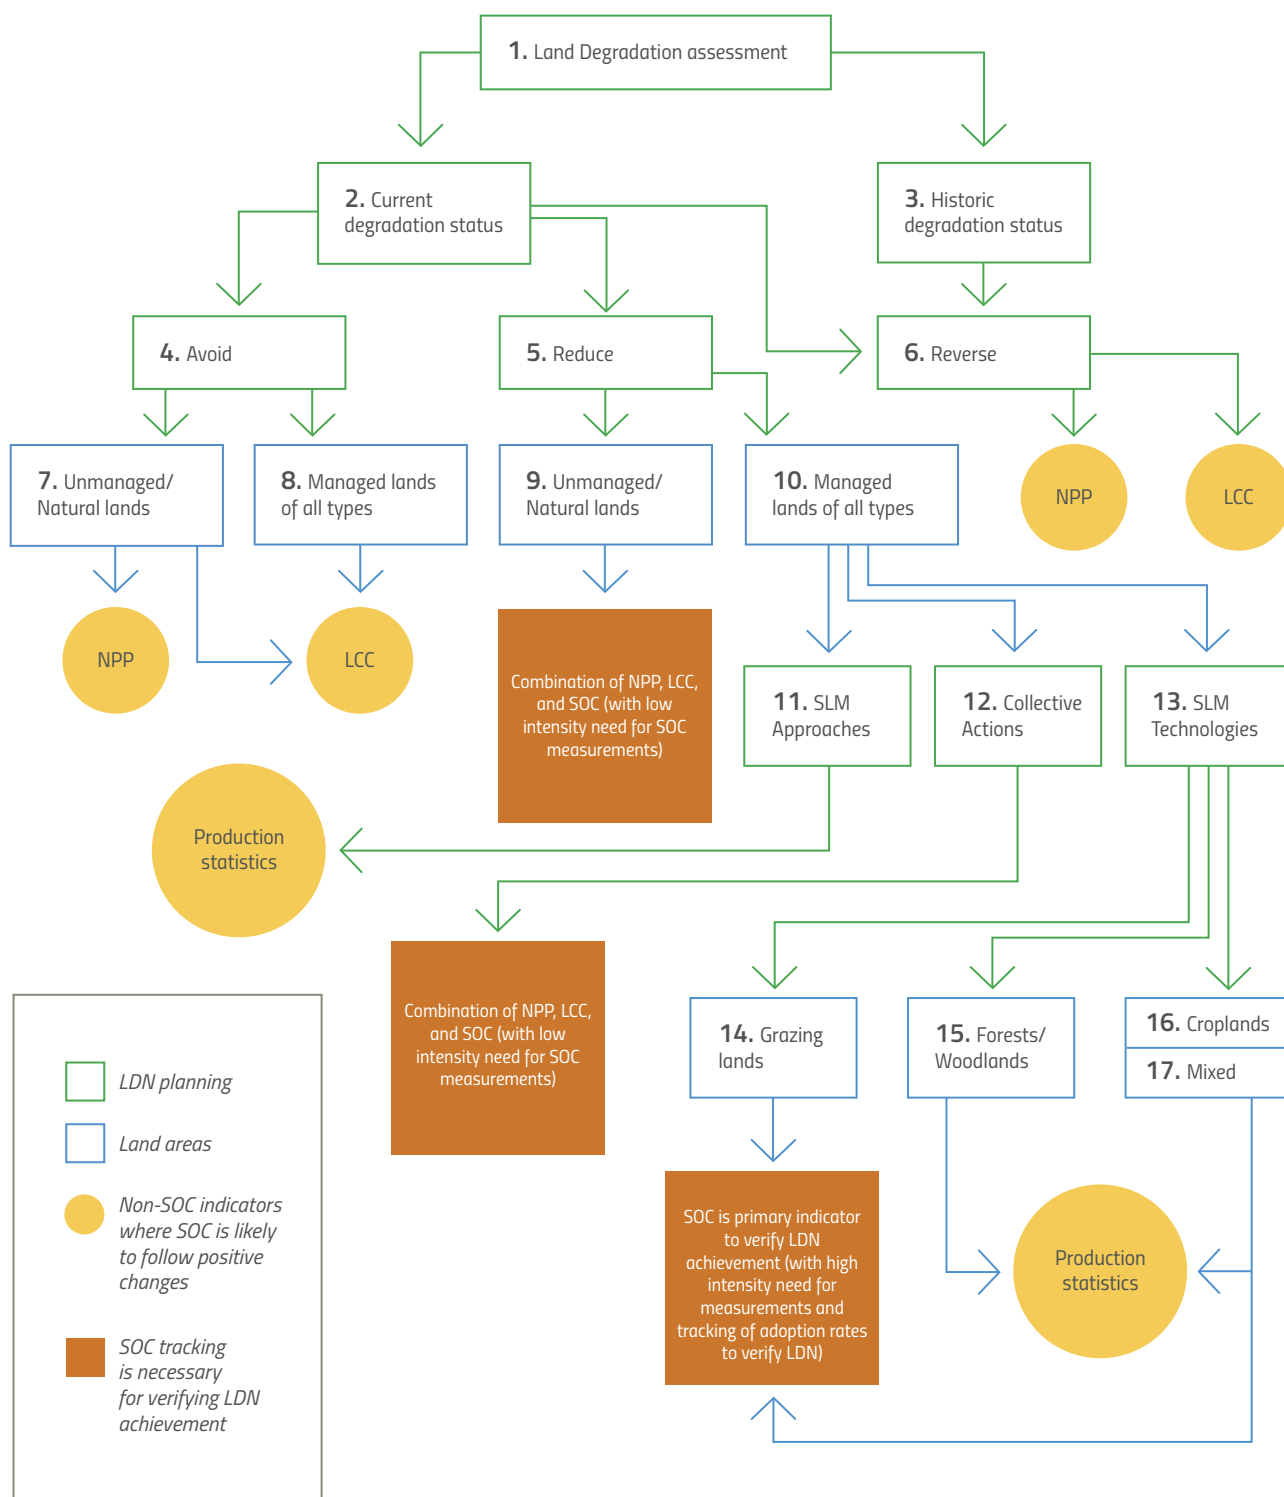 1. Land Degradation assessment
2. Current
degradation status
3. Historic
degradation status
4. Avoid
5. Reduce
6. Reverse
7. Unmanaged/
Natural lands
8. Managed lands
of all types
9. Unmanaged/
Natural lands
10. Managed
lands of all types
NPP
LCC
NPP
LCC
Combination of NPP, LCC,
and SOC (with low
intensity need for SOC
measurements)
11. SLM
Approaches
12. Collective
Actions
13. SLM
Technologies
Production
statistics
Combination of NPP, LCC,
and SOC (with low
intensity need for SOC
measurements)
14. Grazing
lands
15. Forests/
Woodlands
16. Croplands
17. Mixed
SOC is primary indicator
to verify LDN
achievement (with high
intensity need for
measurements and
tracking of adoption rates
to verify LDN)
Production
statistics
LDN planning
Land areas
Non-SOC indicators
where SOC is likely
to follow positive
changes
SOC tracking
is necessary
for verifying LDN
achievement